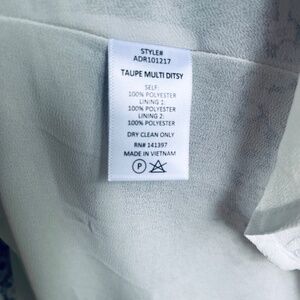 STYLE#
ADR101217
TAUPE MULTI DITSY
SELF:
100% POLYESTER
LINING 1:
100% POLYESTER
LINING 2:
100% POLYESTER
DRY CLEAN ONLY
RN# 141397
MADE IN VIETNAM
P